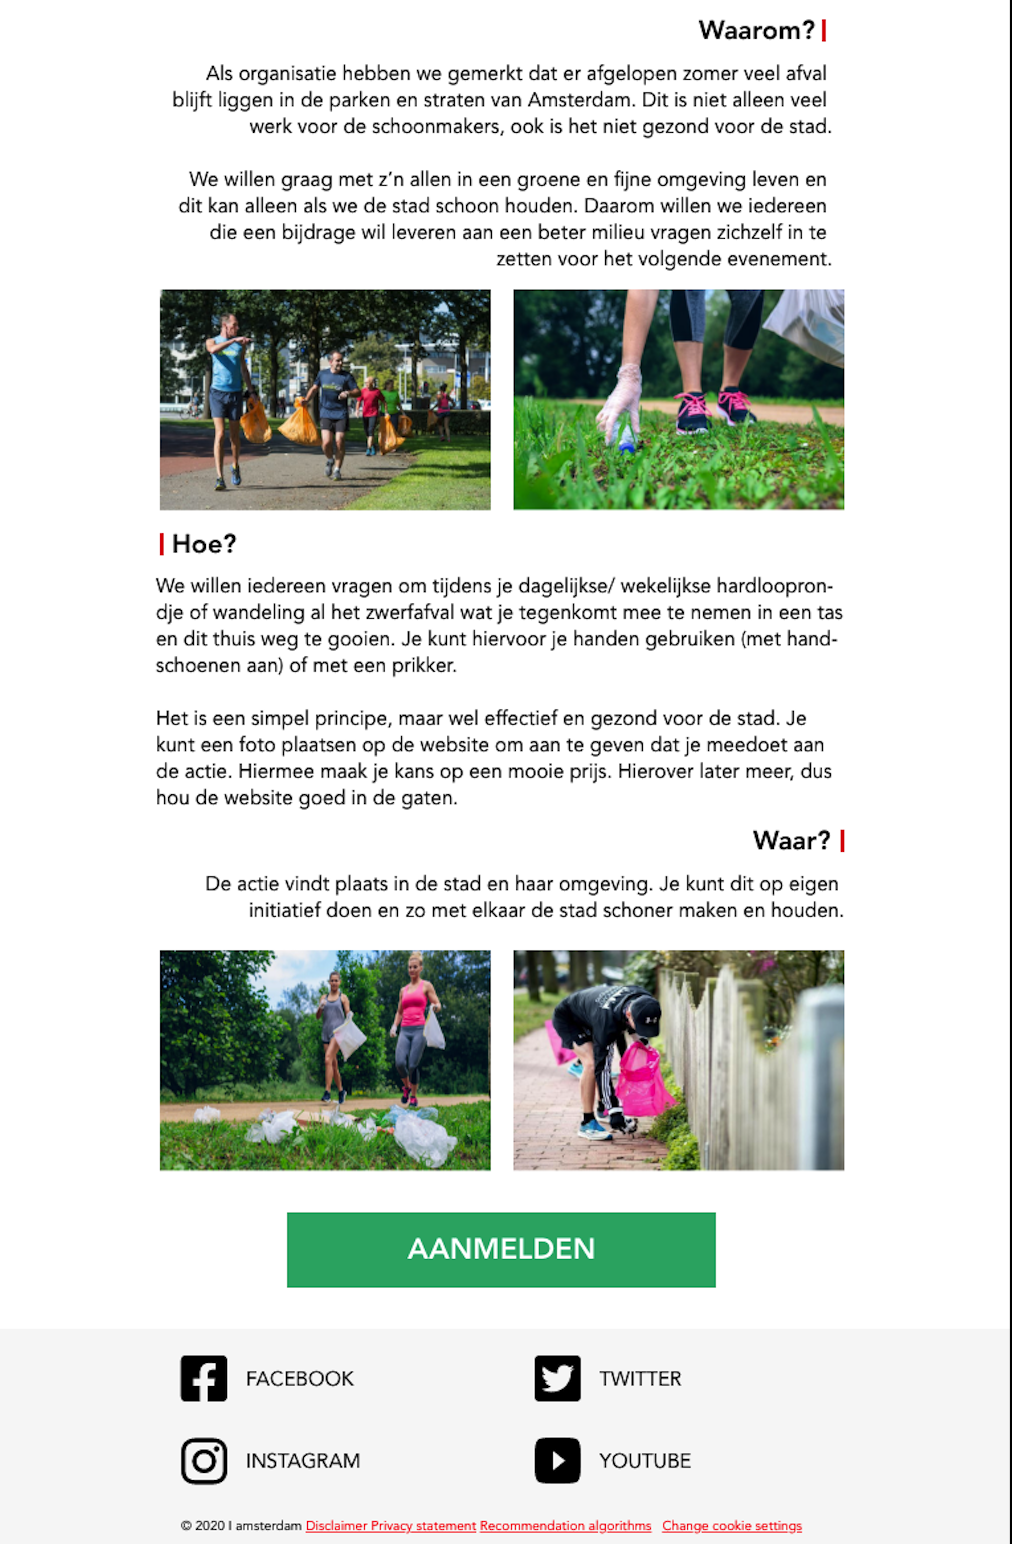 Waarom?
Als organisatie hebben we gemerkt dat er afgelopen zomer veel afval
blijft liggen in de parken en straten van Amsterdam. Dit is niet alleen veel
werk voor de schoonmakers, ook is het niet gezond voor de stad.
We willen graag met z’n allen in een groene en fijne omgeving leven en
dit kan alleen als we de stad schoon houden. Daarom willen we iedereen
die een bijdrage wil leveren aan een beter milieu vragen zichzelf in te
zetten voor het volgende evenement.
Hoe?
We willen iedereen vragen om tijdens je dagelijkse/ wekelijkse hardloopron-
dje of wandeling al het zwerfafval wat je tegenkomt mee te nemen in een tas
en dit thuis weg te gooien. Je kunt hiervoor je handen gebruiken (met hand-
schoenen aan) of met een prikker.
Het is een simpel principe, maar wel effectief en gezond voor de stad. Je
kunt een foto plaatsen op de website om aan te geven dat je meedoet aan
de actie. Hiermee maak je kans op een mooie prijs. Hierover later meer, dus
hou de website goed in de gaten.
Waar?
De actie vindt plaats in de stad en haar omgeving. Je kunt dit op eigen
initiatief doen en zo met elkaar de stad schoner maken en houden.
AANMELDEN
FACEBOOK
TWITTER
INSTAGRAM
YOUTUBE
© 2020 I amsterdam Disclaimer Privacy statement Recommendation algorithms Change cookie settings